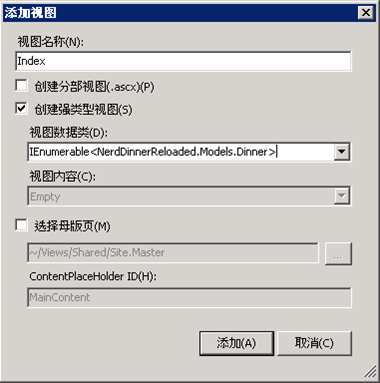 添加视图
视图名称(N):
Index
创建分部视图(.ascx)(P)
创建强类型视图(S)
视图数据类(D):
IEnumerable<NerdDinnerReloaded.Models.Dinner>
视图内容(C):
Empty
选择母版页(M)
~/Views/Shared/Site.Master
...
ContentPlaceHolder ID(H):
MainContent
添加(A)
取消(C)